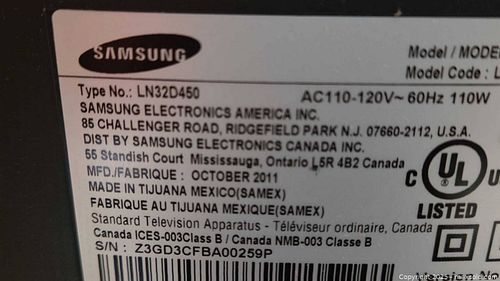 SAMSUNG
Model / MODE
Model Code : L
Type No.: LN32D450
AC110-120V~ 60Hz 110W
SAMSUNG ELECTRONICS AMERICA INC.
85 CHALLENGER ROAD, RIDGEFIELD PARK N.J. 07660-2112, U.S.A.
DIST BY SAMSUNG ELECTRONICS CANADA INC.
55 Standish Court Mississauga, Ontario L5R 4B2 Canada
MFD./FABRIQUE : OCTOBER 2011
MADE IN TIJUANA MEXICO(SAMEX)
FABRIQUE AU TIJUANA MEXIQUE(SAMEX)
Standard Television Apparatus - Téléviseur ordinaire, Canada
Canada ICES-003Class B / Canada NMB-003 Classe B
S/N : Z3GD3CFBA00259P
C UL
LISTED